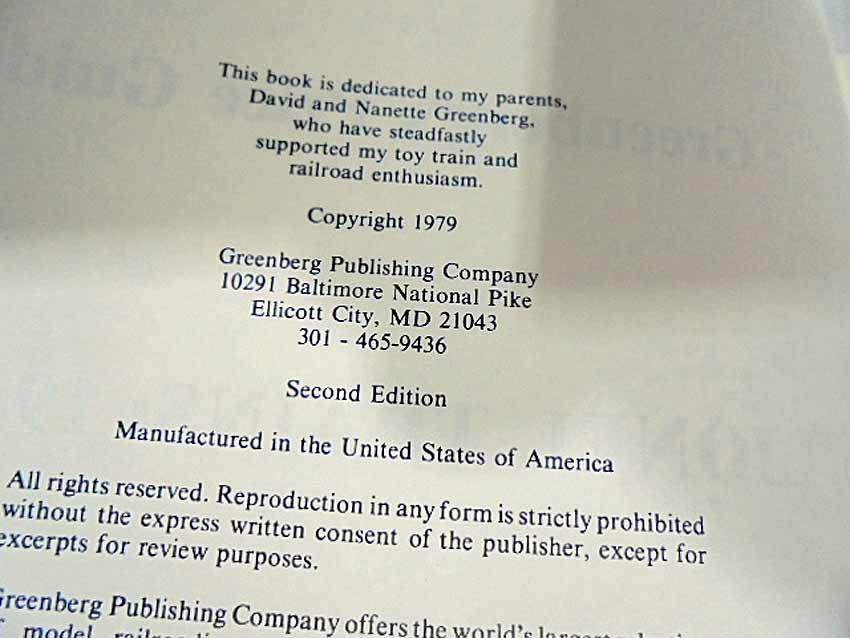 This book is dedicated to my parents,
David and Nanette Greenberg,
who have steadfastly
supported my toy train and
railroad enthusiasm.
Copyright 1979
Greenberg Publishing Company
10291 Baltimore National Pike
Ellicott City, MD 21043
301 - 465-9436
Second Edition
Manufactured in the United States of America
All rights reserved. Reproduction in any form is strictly prohibited
without the express written consent of the publisher, except for
excerpts for review purposes.
Greenberg Publishing Company offers the world's largest
model